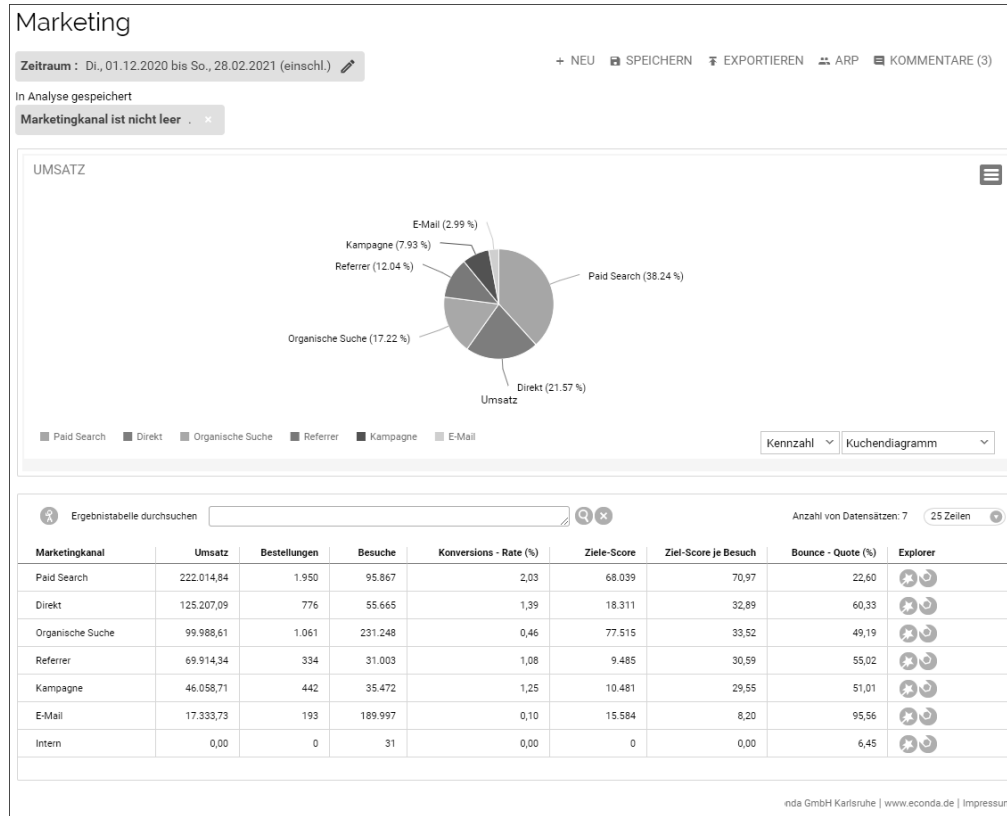 Marketing
Zeitraum : Di., 01.12.2020 bis So., 28.02.2021 (einschl.)
+ NEU SPEICHERN EXPORTIEREN ARP KOMMENTARE (3)
In Analyse gespeichert
Marketingkanal ist nicht leer . ×
UMSATZ
E-Mail (2.99 %)
Kampagne (7.93 %)
Referrer (12.04 %)
Paid Search (38.24 %)
Organische Suche (17.22 %)
Direkt (21.57 %)
Umsatz
Paid Search Direkt Organische Suche Referrer Kampagne E-Mail
Kennzahl Kuchendiagramm
Ergebnistabelle durchsuchen
Anzahl von Datensätzen: 7 25 Zeilen
Marketingkanal Umsatz Bestellungen Besuche Konversions - Rate (%) Ziele-Score Ziel-Score je Besuch Bounce - Quote (%) Explorer
Paid Search 222.014,84 1.950 95.867 2,03 68.039 70,97 22,60
Direkt 125.207,09 776 55.665 1,39 18.311 32,89 60,33
Organische Suche 99.988,61 1.061 231.248 0,46 77.515 33,52 49,19
Referrer 69.914,34 334 31.003 1,08 9.485 30,59 55,02
Kampagne 46.058,71 442 35.472 1,25 10.481 29,55 51,01
E-Mail 17.333,73 193 189.997 0,10 15.584 8,20 95,56
Intern 0,00 0 31 0,00 0 0,00 6,45
nda GmbH Karlsruhe | www.econda.de | Impressum